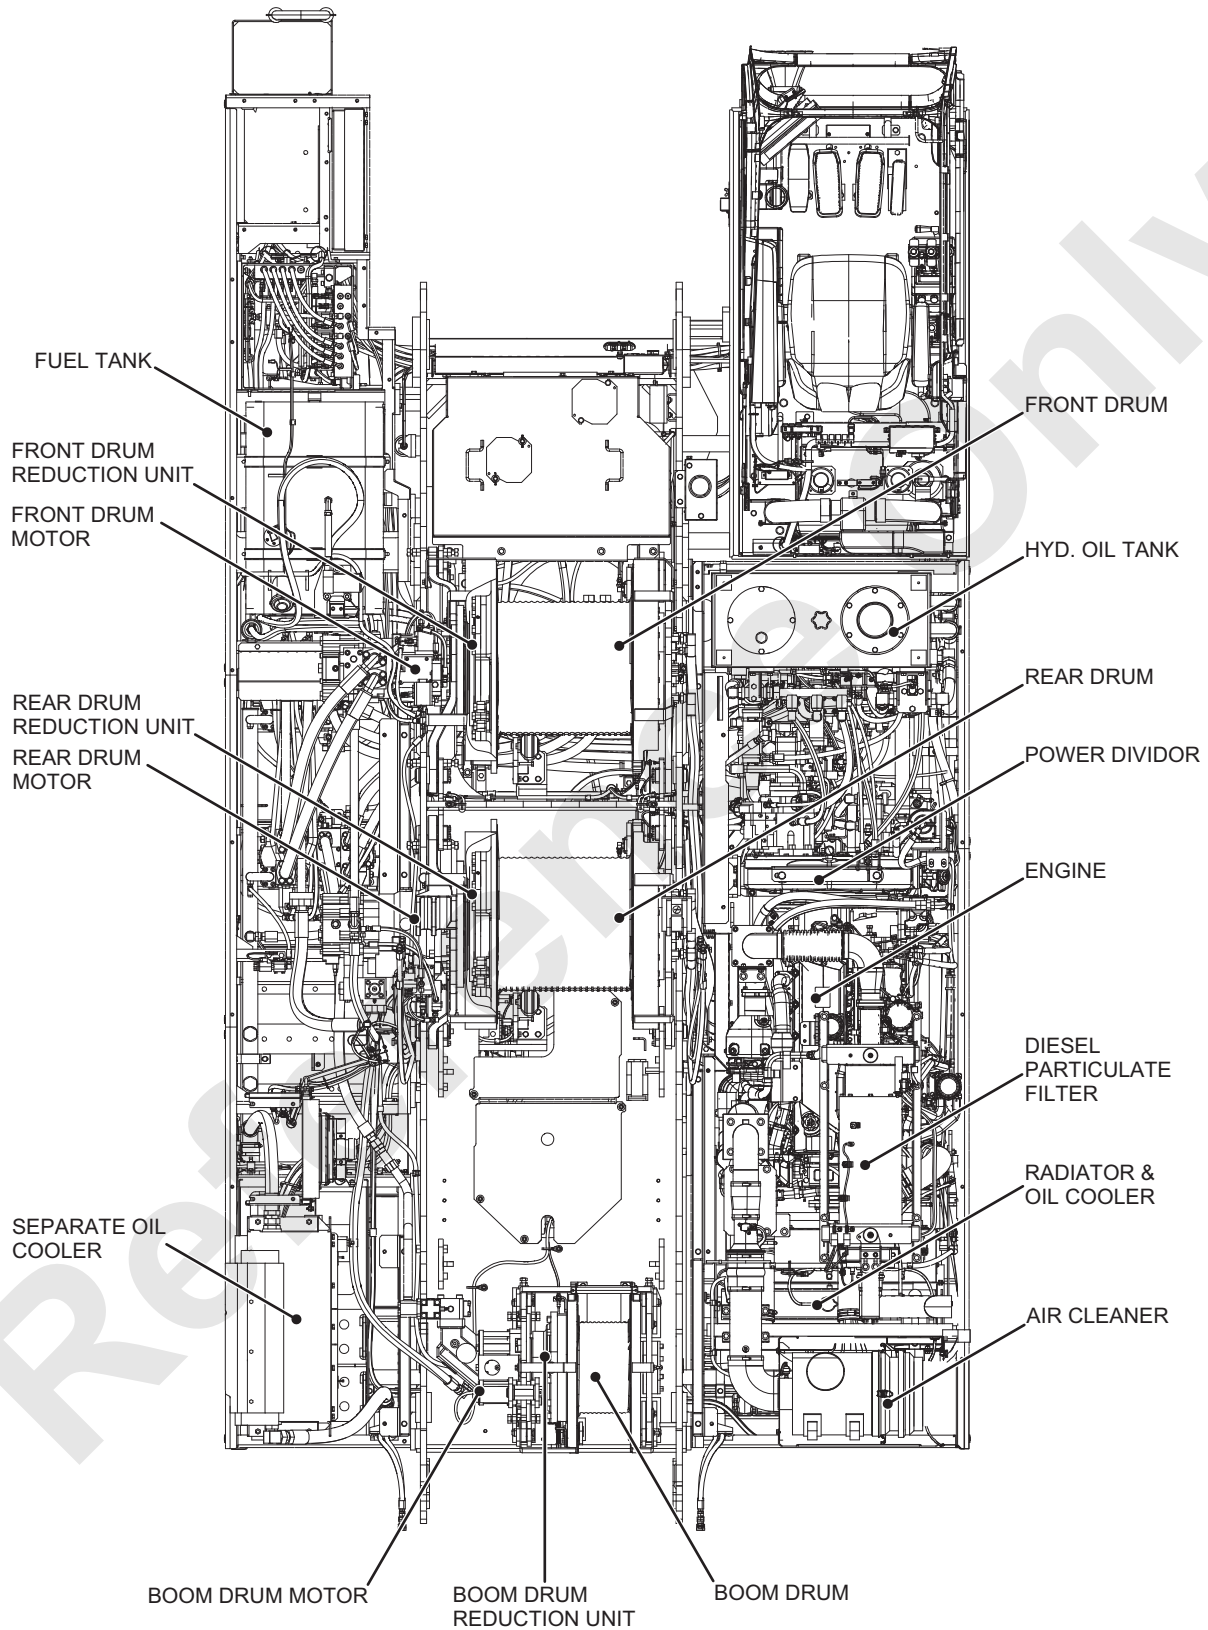 FUEL TANK
FRONT DRUM
REDUCTION UNIT
FRONT DRUM
MOTOR
REAR DRUM
REDUCTION UNIT
REAR DRUM
MOTOR
SEPARATE OIL
COOLER
FRONT DRUM
HYD. OIL TANK
REAR DRUM
POWER DIVIDOR
ENGINE
DIESEL
PARTICULATE
FILTER
RADIATOR &
OIL COOLER
AIR CLEANER
BOOM DRUM MOTOR
BOOM DRUM
REDUCTION UNIT
BOOM DRUM
Reference Only